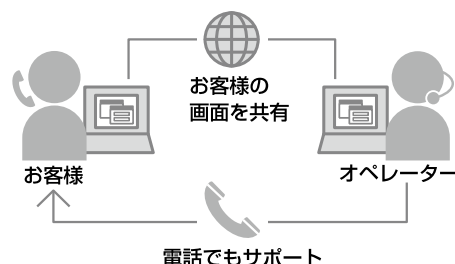 お客様の
画面を共有
お客様
オペレーター
電話でもサポート